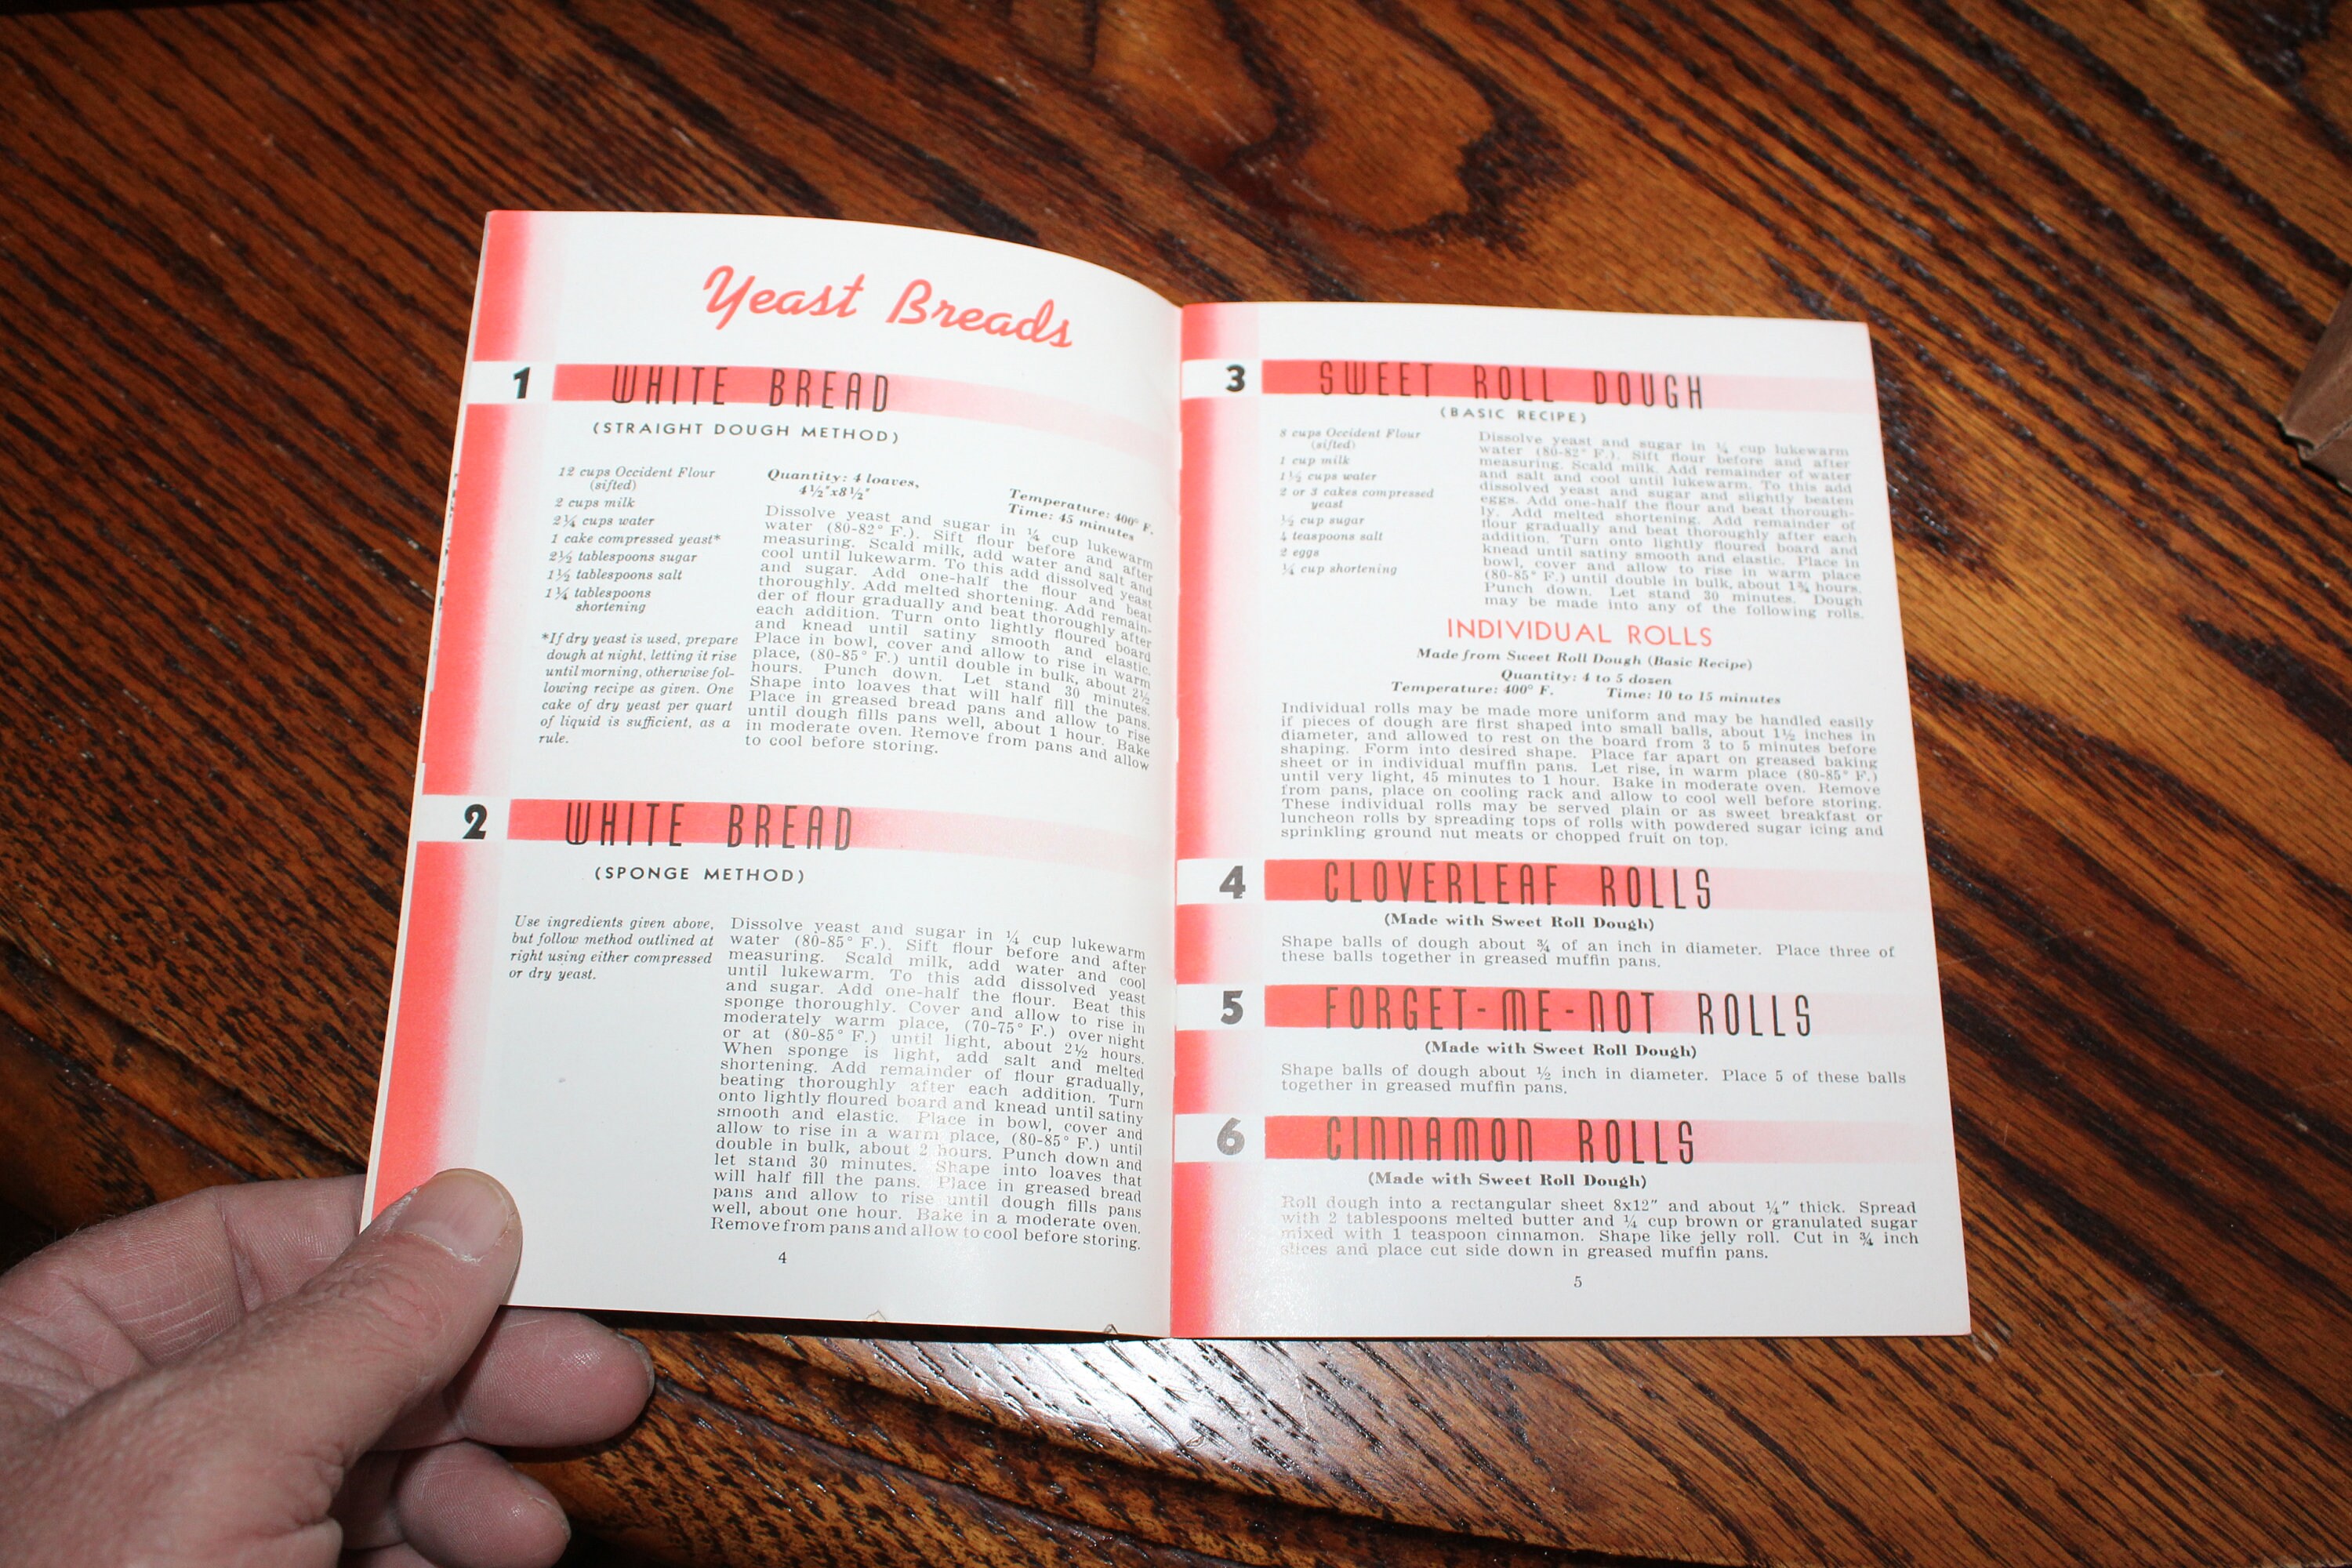 Yeast Breads
1 WHITE BREAD
(STRAIGHT DOUGH METHOD)
12 cups Occident Flour
(sifted)
2 cups milk
2¼ cups water
1 cake compressed yeast*
2½ tablespoons sugar
1½ tablespoons salt
1¼ tablespoons
shortening
*If dry yeast is used, prepare
dough at night, letting it rise
until morning, otherwise fol-
lowing recipe as given. One
cake of dry yeast per quart
of liquid is sufficient, as a
rule.
Quantity: 4 loaves,
4½"x8½"
Temperature: 400° F.
Time: 45 minutes
Dissolve yeast and sugar in ¼ cup lukewarm
water (80-82° F.). Sift flour before and after
measuring. Scald milk, add water and salt and
cool until lukewarm. To this add dissolved yeast
and sugar. Add one-half the flour and beat
thoroughly. Add melted shortening. Add remain-
der of flour gradually and beat thoroughly after
each addition. Turn onto lightly floured board
and knead until satiny smooth and elastic.
Place in bowl, cover and allow to rise in warm
place, (80-85° F.) until double in bulk, about 2½
hours. Punch down. Let stand 30 minutes.
Shape into loaves that will half fill the pans.
Place in greased bread pans and allow to rise
until dough fills pans well, about 1 hour. Bake
in moderate oven. Remove from pans and allow
to cool before storing.
2 WHITE BREAD
(SPONGE METHOD)
Use ingredients given above,
but follow method outlined at
right using either compressed
or dry yeast.
Dissolve yeast and sugar in ¼ cup lukewarm
water (80-85° F.). Sift flour before and after
measuring. Scald milk, add water and cool
until lukewarm. To this add dissolved yeast
and sugar. Add one-half the flour. Beat this
sponge thoroughly. Cover and allow to rise in
moderately warm place, (70-75° F.) over night
or at (80-85° F.) until light, about 2½ hours.
When sponge is light, add salt and melted
shortening. Add remainder of flour gradually,
beating thoroughly after each addition. Turn
onto lightly floured board and knead until satiny
smooth and elastic. Place in bowl, cover and
allow to rise in a warm place, (80-85° F.) until
double in bulk, about 2 hours. Punch down and
let stand 30 minutes. Shape into loaves that
will half fill the pans. Place in greased bread
pans and allow to rise until dough fills pans
well, about one hour. Bake in a moderate oven.
Remove from pans and allow to cool before storing.
4
3 SWEET ROLL DOUGH
(BASIC RECIPE)
8 cups Occident Flour
(sifted)
1 cup milk
1½ cups water
2 or 3 cakes compressed
yeast
½ cup sugar
4 teaspoons salt
2 eggs
¼ cup shortening
Dissolve yeast and sugar in ¼ cup lukewarm
water (80-82° F.). Sift flour before and after
measuring. Scald milk. Add remainder of water
and salt and cool until lukewarm. To this add
dissolved yeast and sugar and slightly beaten
eggs. Add one-half the flour and beat thorough-
ly. Add melted shortening. Add remainder of
flour gradually and beat thoroughly after each
addition. Turn onto lightly floured board and
knead until satiny smooth and elastic. Place in
bowl, cover and allow to rise in warm place
(80-85° F.) until double in bulk, about 1¾ hours.
Punch down. Let stand 30 minutes. Dough
may be made into any of the following rolls.
INDIVIDUAL ROLLS
Made from Sweet Roll Dough (Basic Recipe)
Quantity: 4 to 5 dozen
Temperature: 400° F. Time: 10 to 15 minutes
Individual rolls may be made more uniform and may be handled easily
if pieces of dough are first shaped into small balls, about 1½ inches in
diameter, and allowed to rest on the board from 3 to 5 minutes before
shaping. Form into desired shape. Place far apart on greased baking
sheet or in individual muffin pans. Let rise, in warm place (80-85° F.)
until very light, 45 minutes to 1 hour. Bake in moderate oven. Remove
from pans, place on cooling rack and allow to cool well before storing.
These individual rolls may be served plain or as sweet breakfast or
luncheon rolls by spreading tops of rolls with powdered sugar icing and
sprinkling ground nut meats or chopped fruit on top.
4 CLOVERLEAF ROLLS
(Made with Sweet Roll Dough)
Shape balls of dough about ¾ of an inch in diameter. Place three of
these balls together in greased muffin pans.
5 FORGET-ME-NOT ROLLS
(Made with Sweet Roll Dough)
Shape balls of dough about ½ inch in diameter. Place 5 of these balls
together in greased muffin pans.
6 CINNAMON ROLLS
(Made with Sweet Roll Dough)
Roll dough into a rectangular sheet 8x12" and about ¼" thick. Spread
with 2 tablespoons melted butter and ¼ cup brown or granulated sugar
mixed with 1 teaspoon cinnamon. Shape like jelly roll. Cut in ¾ inch
slices and place cut side down in greased muffin pans.
5